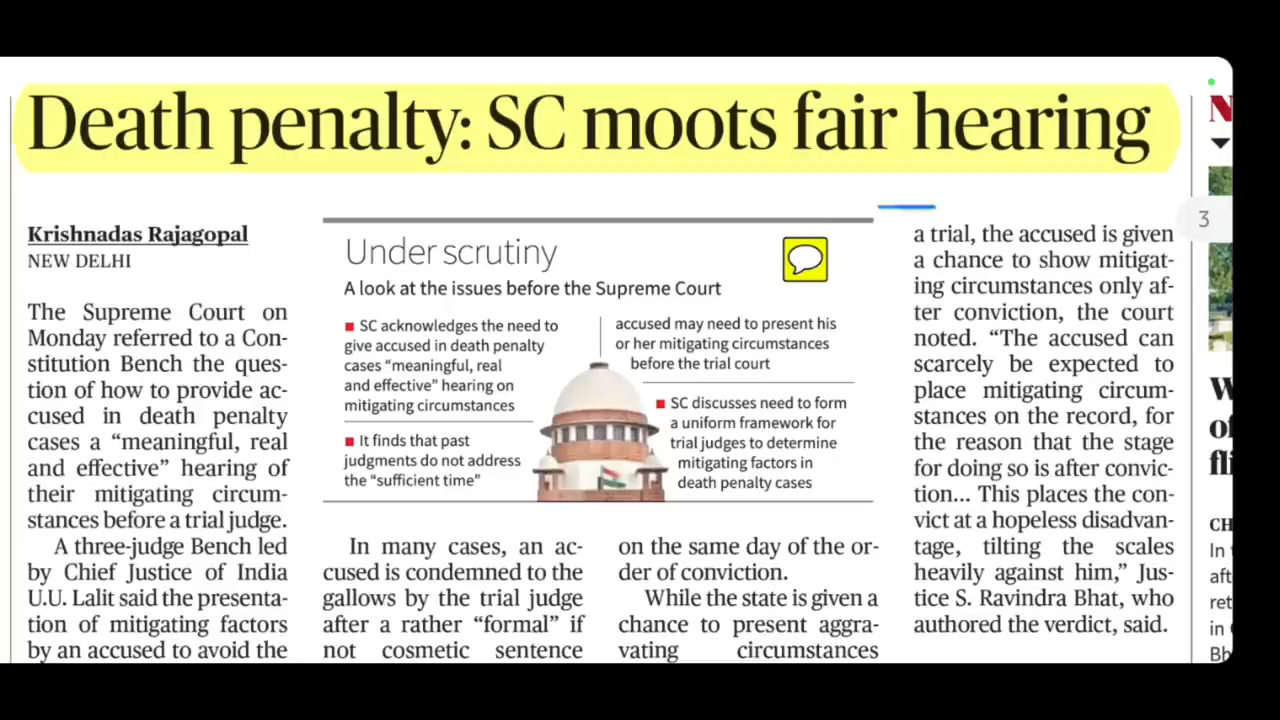 Death penalty: SC moots fair hearing
Krishnadas Rajagopal
NEW DELHI
The Supreme Court on
Monday referred to a Con-
stitution Bench the ques-
tion of how to provide ac-
cused in death penalty
cases a “meaningful, real
and effective” hearing of
their mitigating circum-
stances before a trial judge.
A three-judge Bench led
by Chief Justice of India
U.U. Lalit said the presenta-
tion of mitigating factors
by an accused to avoid the
Under scrutiny
A look at the issues before the Supreme Court
■ SC acknowledges the need to
give accused in death penalty
cases “meaningful, real
and effective” hearing on
mitigating circumstances
■ It finds that past
judgments do not address
the “sufficient time”
accused may need to present his
or her mitigating circumstances
before the trial court
■ SC discusses need to form
a uniform framework for
trial judges to determine
mitigating factors in
death penalty cases
In many cases, an ac-
cused is condemned to the
gallows by the trial judge
after a rather “formal” if
not cosmetic sentence
on the same day of the or-
der of conviction.
While the state is given a
chance to present aggra-
vating circumstances
a trial, the accused is given
a chance to show mitigat-
ing circumstances only af-
ter conviction, the court
noted. “The accused can
scarcely be expected to
place mitigating circum-
stances on the record, for
the reason that the stage
for doing so is after convic-
tion... This places the con-
vict at a hopeless disadvan-
tage, tilting the scales
heavily against him,” Jus-
tice S. Ravindra Bhat, who
authored the verdict, said.
3
N
W
of
fli
CH
In
aft
ret
in
Bh